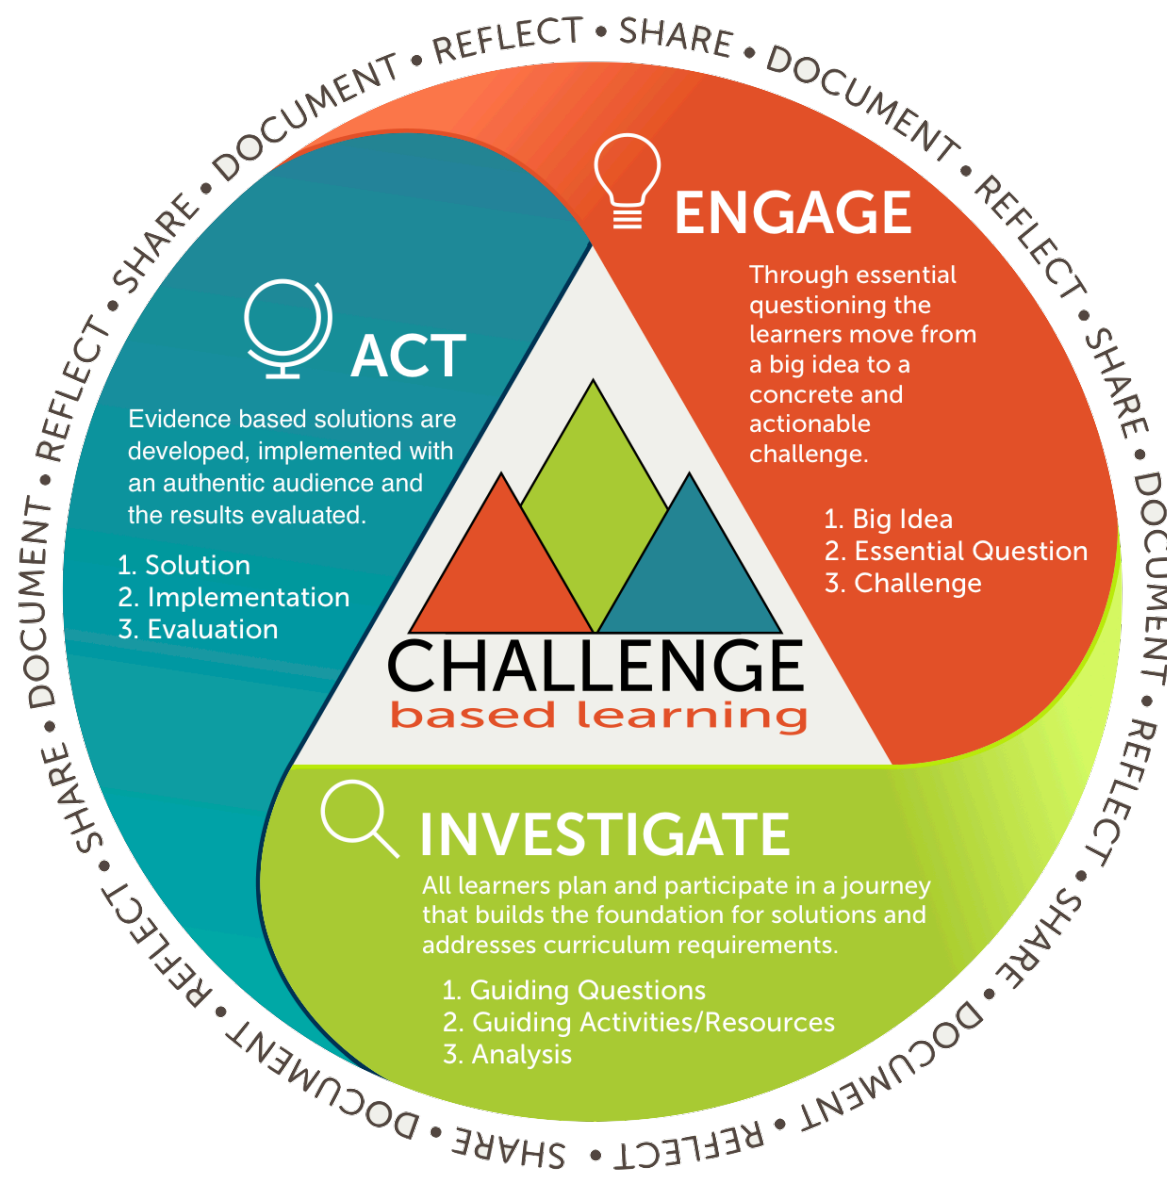 DOCUMENT • REFLECT • SHARE • DOCUMENT • REFLECT • SHARE • DOCUMENT • REFLECT • SHARE • DOCUMENT • REFLECT • SHARE • DOCUMENT • REFLECT • SHARE • DOCUMENT • REFLECT • SHARE •
ENGAGE
Through essential
questioning the
learners move from
a big idea to a
concrete and
actionable
challenge.
1. Big Idea
2. Essential Question
3. Challenge
ACT
Evidence based solutions are
developed, implemented with
an authentic audience and
the results evaluated.
1. Solution
2. Implementation
3. Evaluation
CHALLENGE
based learning
INVESTIGATE
All learners plan and participate in a journey
that builds the foundation for solutions and
addresses curriculum requirements.
1. Guiding Questions
2. Guiding Activities/Resources
3. Analysis